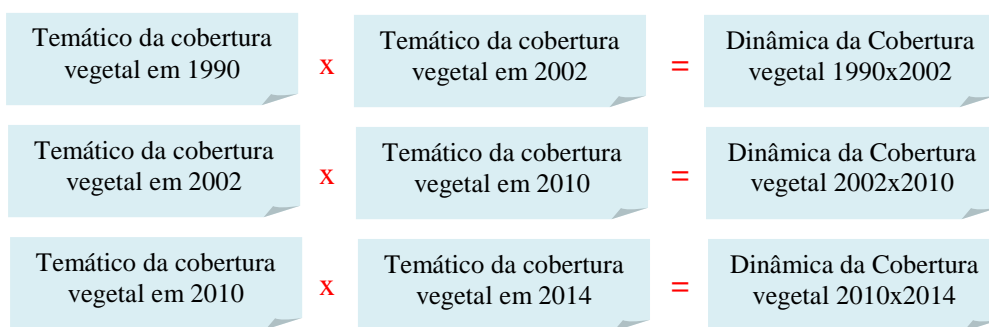 Temático da cobertura
vegetal em 1990
x
Temático da cobertura
vegetal em 2002
=
Dinâmica da Cobertura
vegetal 1990x2002
Temático da cobertura
vegetal em 2002
x
Temático da cobertura
vegetal em 2010
=
Dinâmica da Cobertura
vegetal 2002x2010
Temático da cobertura
vegetal em 2010
x
Temático da cobertura
vegetal em 2014
=
Dinâmica da Cobertura
vegetal 2010x2014